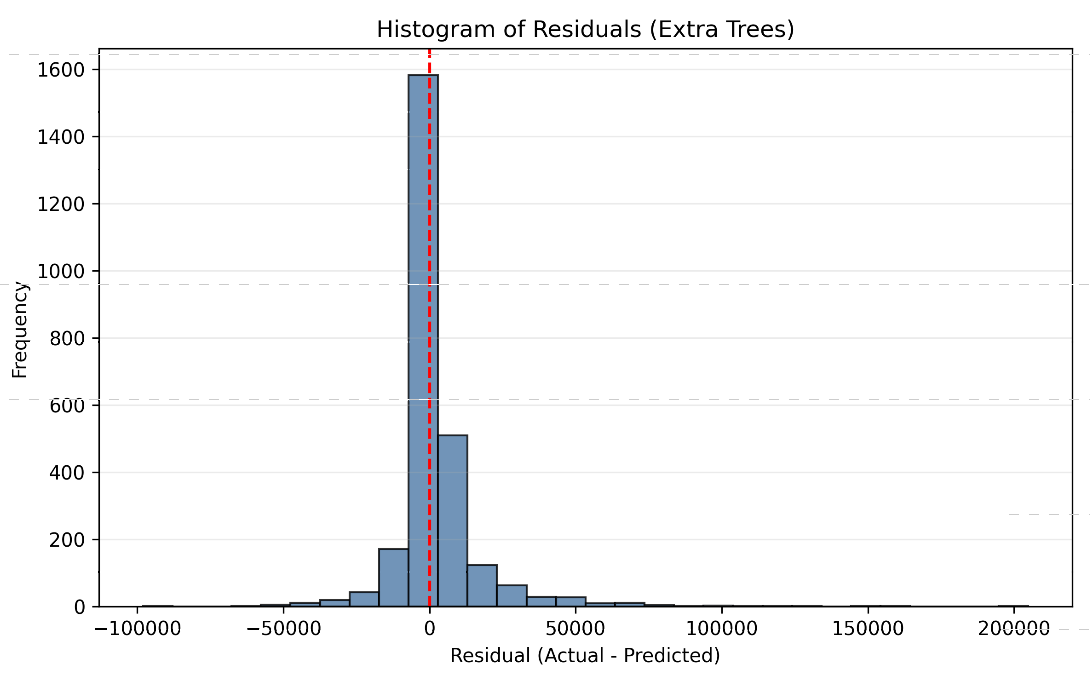 Histogram of Residuals (Extra Trees)
1600
1400
1200
1000
800
600
400
200
0
Frequency
−100000 −50000 0 50000 100000 150000 200000
Residual (Actual - Predicted)